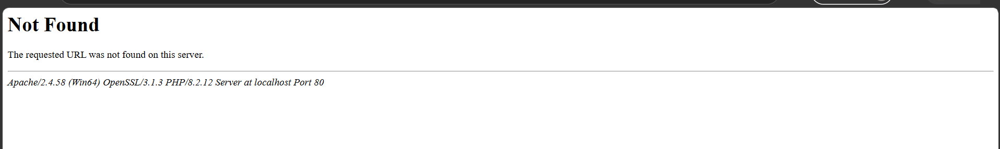 Not Found
The requested URL was not found on this server.
Apache/2.4.58 (Win64) OpenSSL/3.1.3 PHP/8.2.12 Server at localhost Port 80